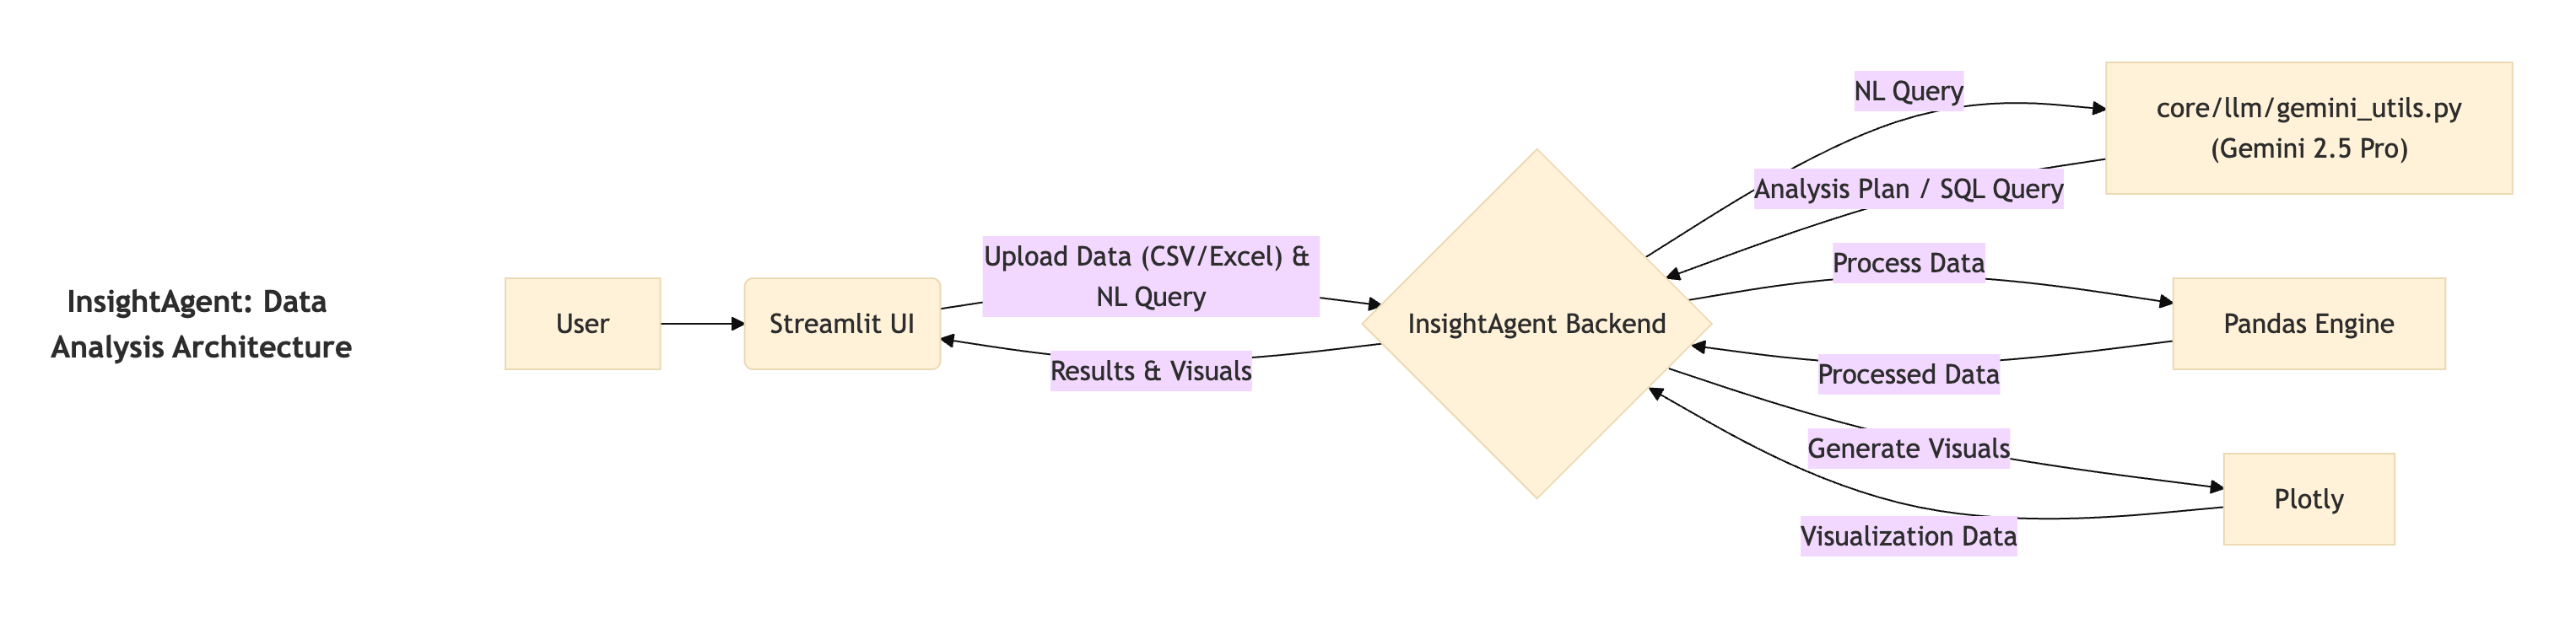 InsightAgent: Data
Analysis Architecture
User
Streamlit UI
Upload Data (CSV/Excel) &
NL Query
Results & Visuals
InsightAgent Backend
NL Query
Analysis Plan / SQL Query
Process Data
Processed Data
Generate Visuals
Visualization Data
core/llm/gemini_utils.py
(Gemini 2.5 Pro)
Pandas Engine
Plotly